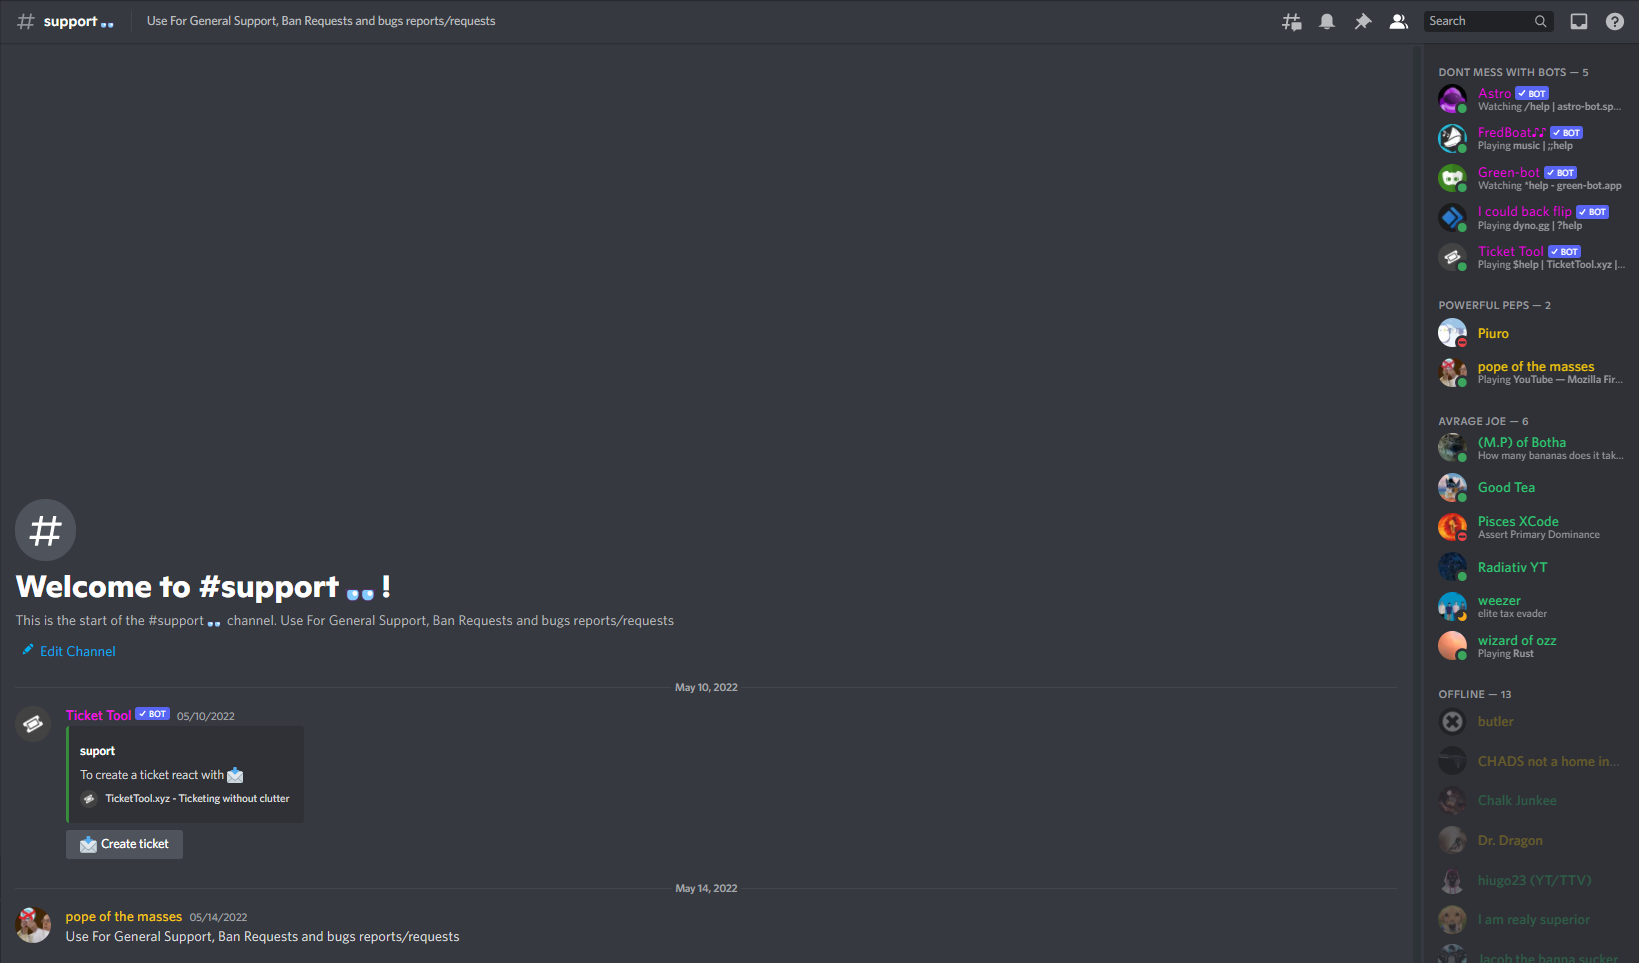 # support 👀 Use For General Support, Ban Requests and bugs reports/requests Search
Welcome to #support 👀 !
This is the start of the #support 👀 channel. Use For General Support, Ban Requests and bugs reports/requests
Edit Channel
May 10, 2022
Ticket Tool ✓ BOT 05/10/2022
suport
To create a ticket react with 📩
TicketTool.xyz - Ticketing without clutter
📩 Create ticket
May 14, 2022
pope of the masses 05/14/2022
Use For General Support, Ban Requests and bugs reports/requests
DONT MESS WITH BOTS — 5
Astro ✓ BOT
Watching /help | astro-bot.sp...
FredBoat♪♪ ✓ BOT
Playing music | ;;help
Green-bot ✓ BOT
Watching *help - green-bot.app
I could back flip ✓ BOT
Playing dyno.gg | ?help
Ticket Tool ✓ BOT
Playing $help | TicketTool.xyz |...
POWERFUL PEPS — 2
Piuro
pope of the masses
Playing YouTube — Mozilla Fir...
AVRAGE JOE — 6
(M.P) of Botha
How many bananas does it tak...
Good Tea
Pisces XCode
Assert Primary Dominance
Radiativ YT
weezer
elite tax evader
wizard of ozz
Playing Rust
OFFLINE — 13
butler
CHADS not a home in...
Chalk Junkee
Dr. Dragon
hiugo23 (YT/TTV)
I am realy superior
Jacob the banna sucker